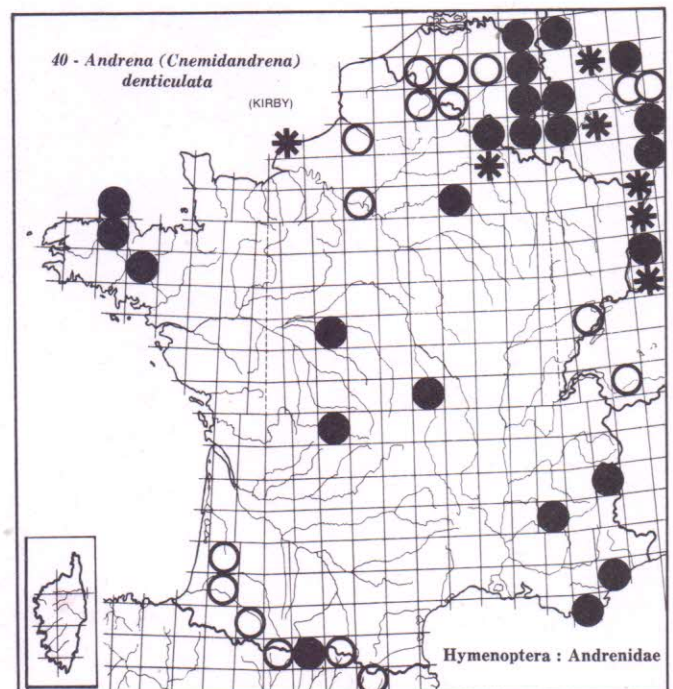 40 - Andrena (Cnemidandrena)
denticulata
(KIRBY)
Hymenoptera : Andrenidae